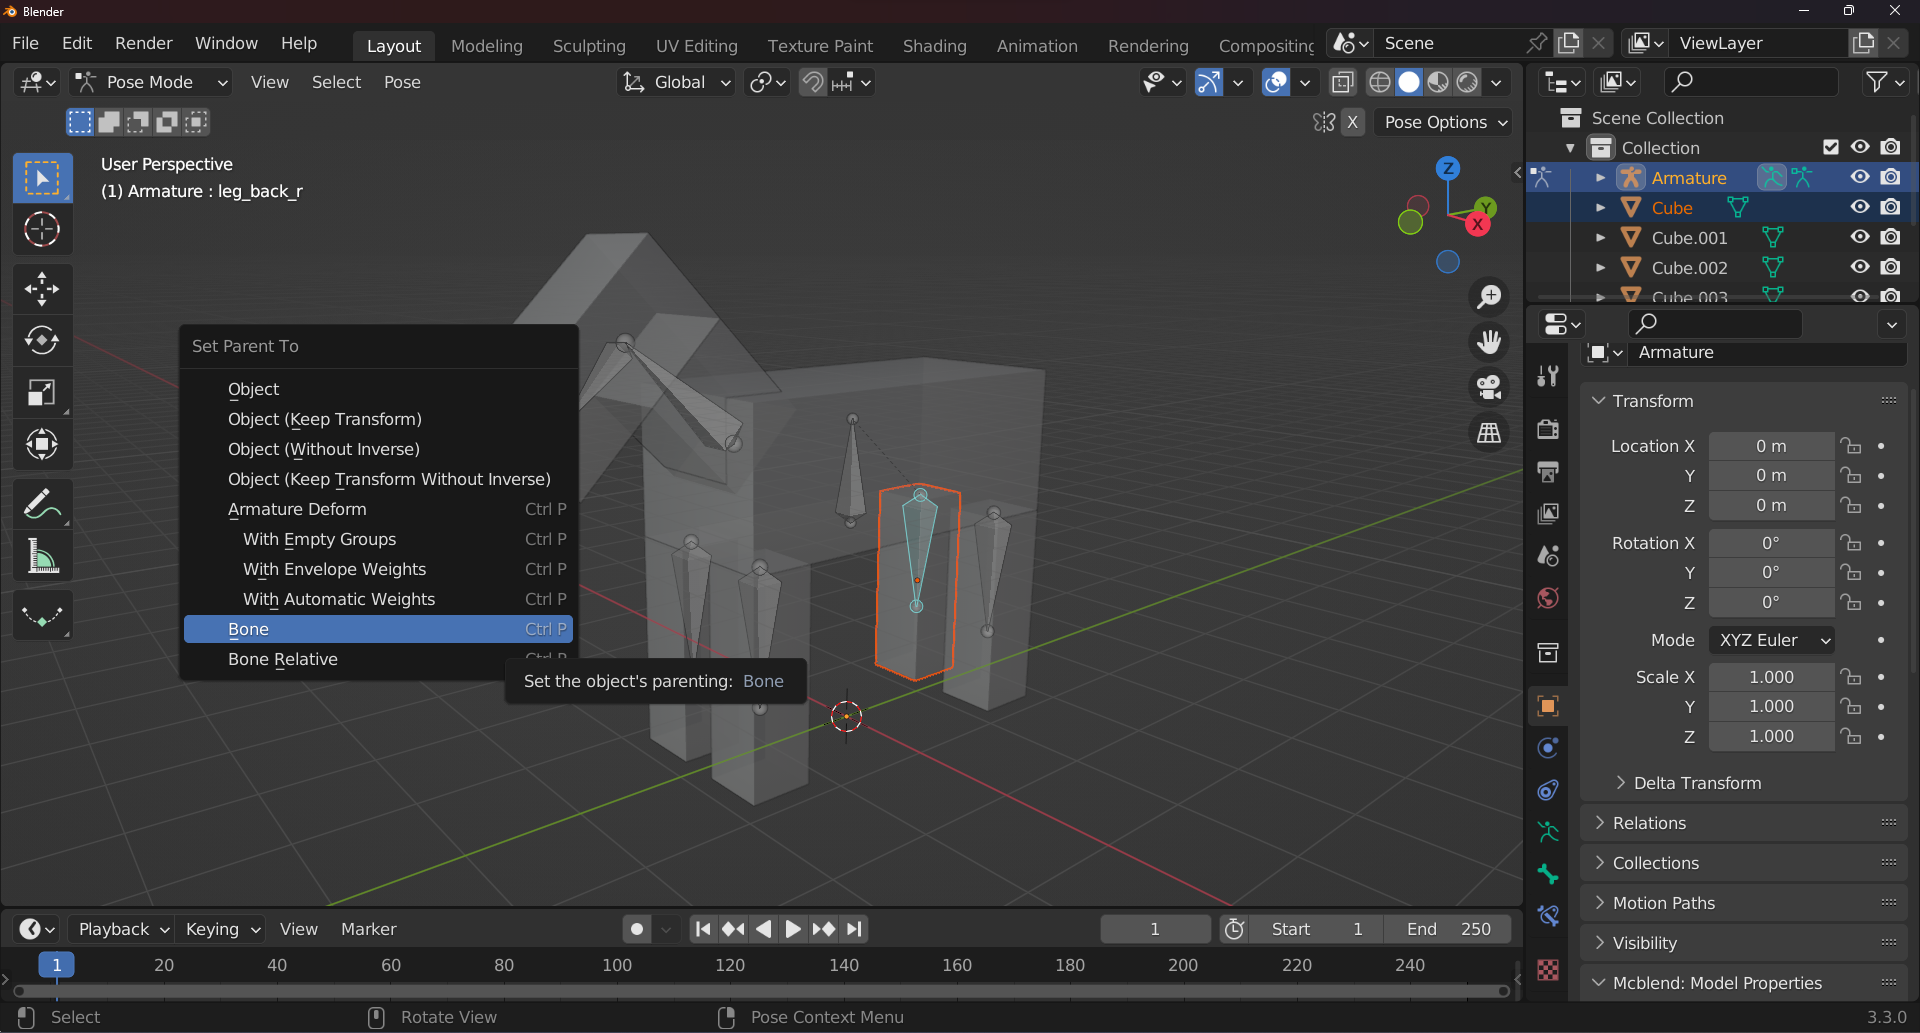 Blender
File Edit Render Window Help Layout Modeling Sculpting UV Editing Texture Paint Shading Animation Rendering Compositing Scene ViewLayer
Pose Mode View Select Pose Global
X Pose Options
User Perspective
(1) Armature : leg_back_r
Z
Y
X
Set Parent To
Object
Object (Keep Transform)
Object (Without Inverse)
Object (Keep Transform Without Inverse)
Armature Deform Ctrl P
With Empty Groups Ctrl P
With Envelope Weights Ctrl P
With Automatic Weights Ctrl P
Bone Ctrl P
Bone Relative Ctrl P
Set the object's parenting: Bone
Scene Collection
Collection
Armature
Cube
Cube.001
Cube.002
Cube.003
Armature
Transform
Location X 0 m
Y 0 m
Z 0 m
Rotation X 0°
Y 0°
Z 0°
Mode XYZ Euler
Scale X 1.000
Y 1.000
Z 1.000
Delta Transform
Relations
Collections
Motion Paths
Visibility
Mcblend: Model Properties
Playback Keying View Marker 1 Start 1 End 250
1 20 40 60 80 100 120 140 160 180 200 220 240
Select Rotate View Pose Context Menu 3.3.0